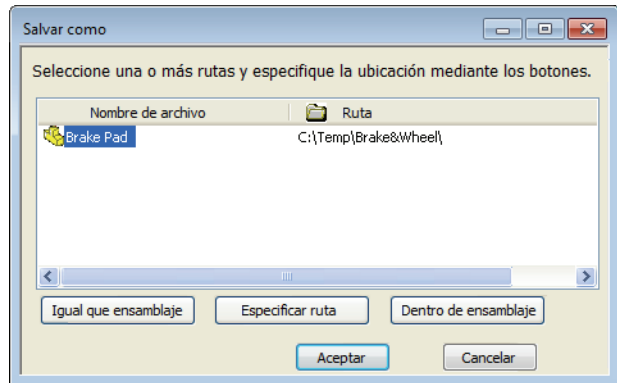 Salvar como
Seleccione una o más rutas y especifique la ubicación mediante los botones.
Nombre de archivo Ruta
Brake Pad C:\Temp\Brake&Wheel\
Igual que ensamblaje Especificar ruta Dentro de ensamblaje
Aceptar Cancelar